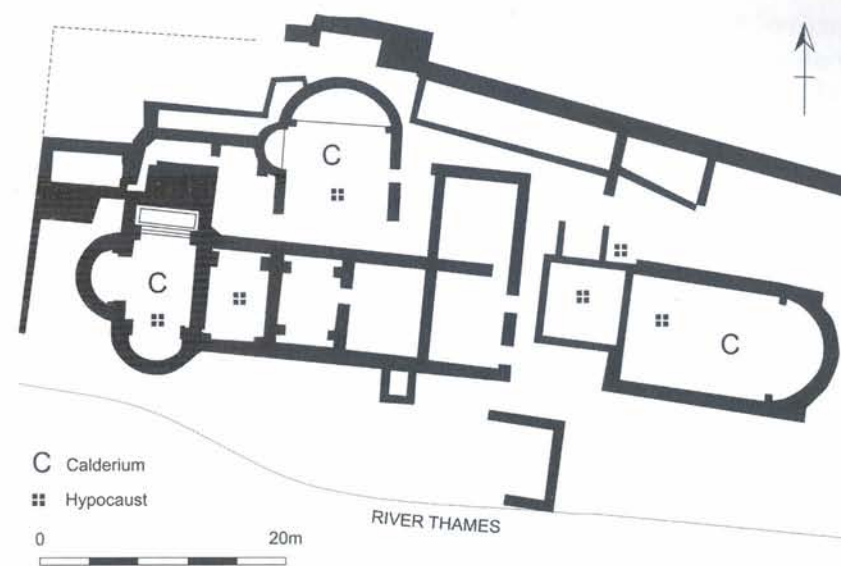 C
C
C
C Calderium
Hypocaust
0 20m
RIVER THAMES